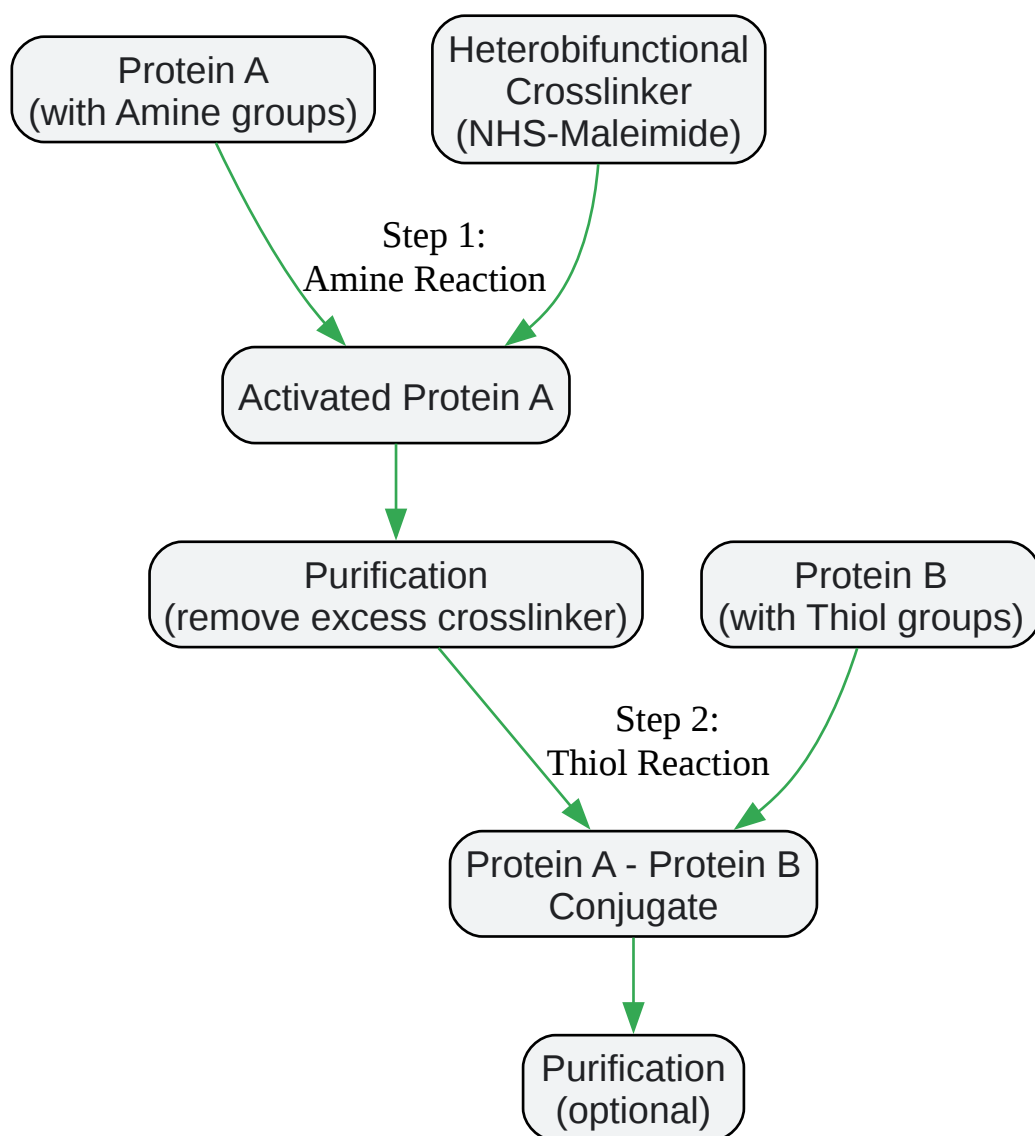 Protein A
(with Amine groups)
Heterobifunctional
Crosslinker
(NHS-Maleimide)
Step 1:
Amine Reaction
Activated Protein A
Purification
(remove excess crosslinker)
Protein B
(with Thiol groups)
Step 2:
Thiol Reaction
Protein A - Protein B
Conjugate
Purification
(optional)